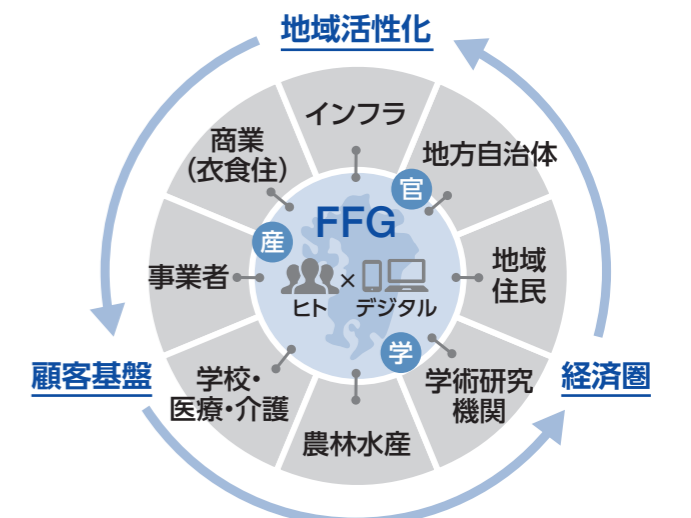 地域活性化
インフラ
商業
（衣食住）
地方自治体
官
FFG
産
事業者
×
ヒト
デジタル
地域
住民
学
顧客基盤
学校・
医療・介護
学術研究
機関
経済圏
農林水産